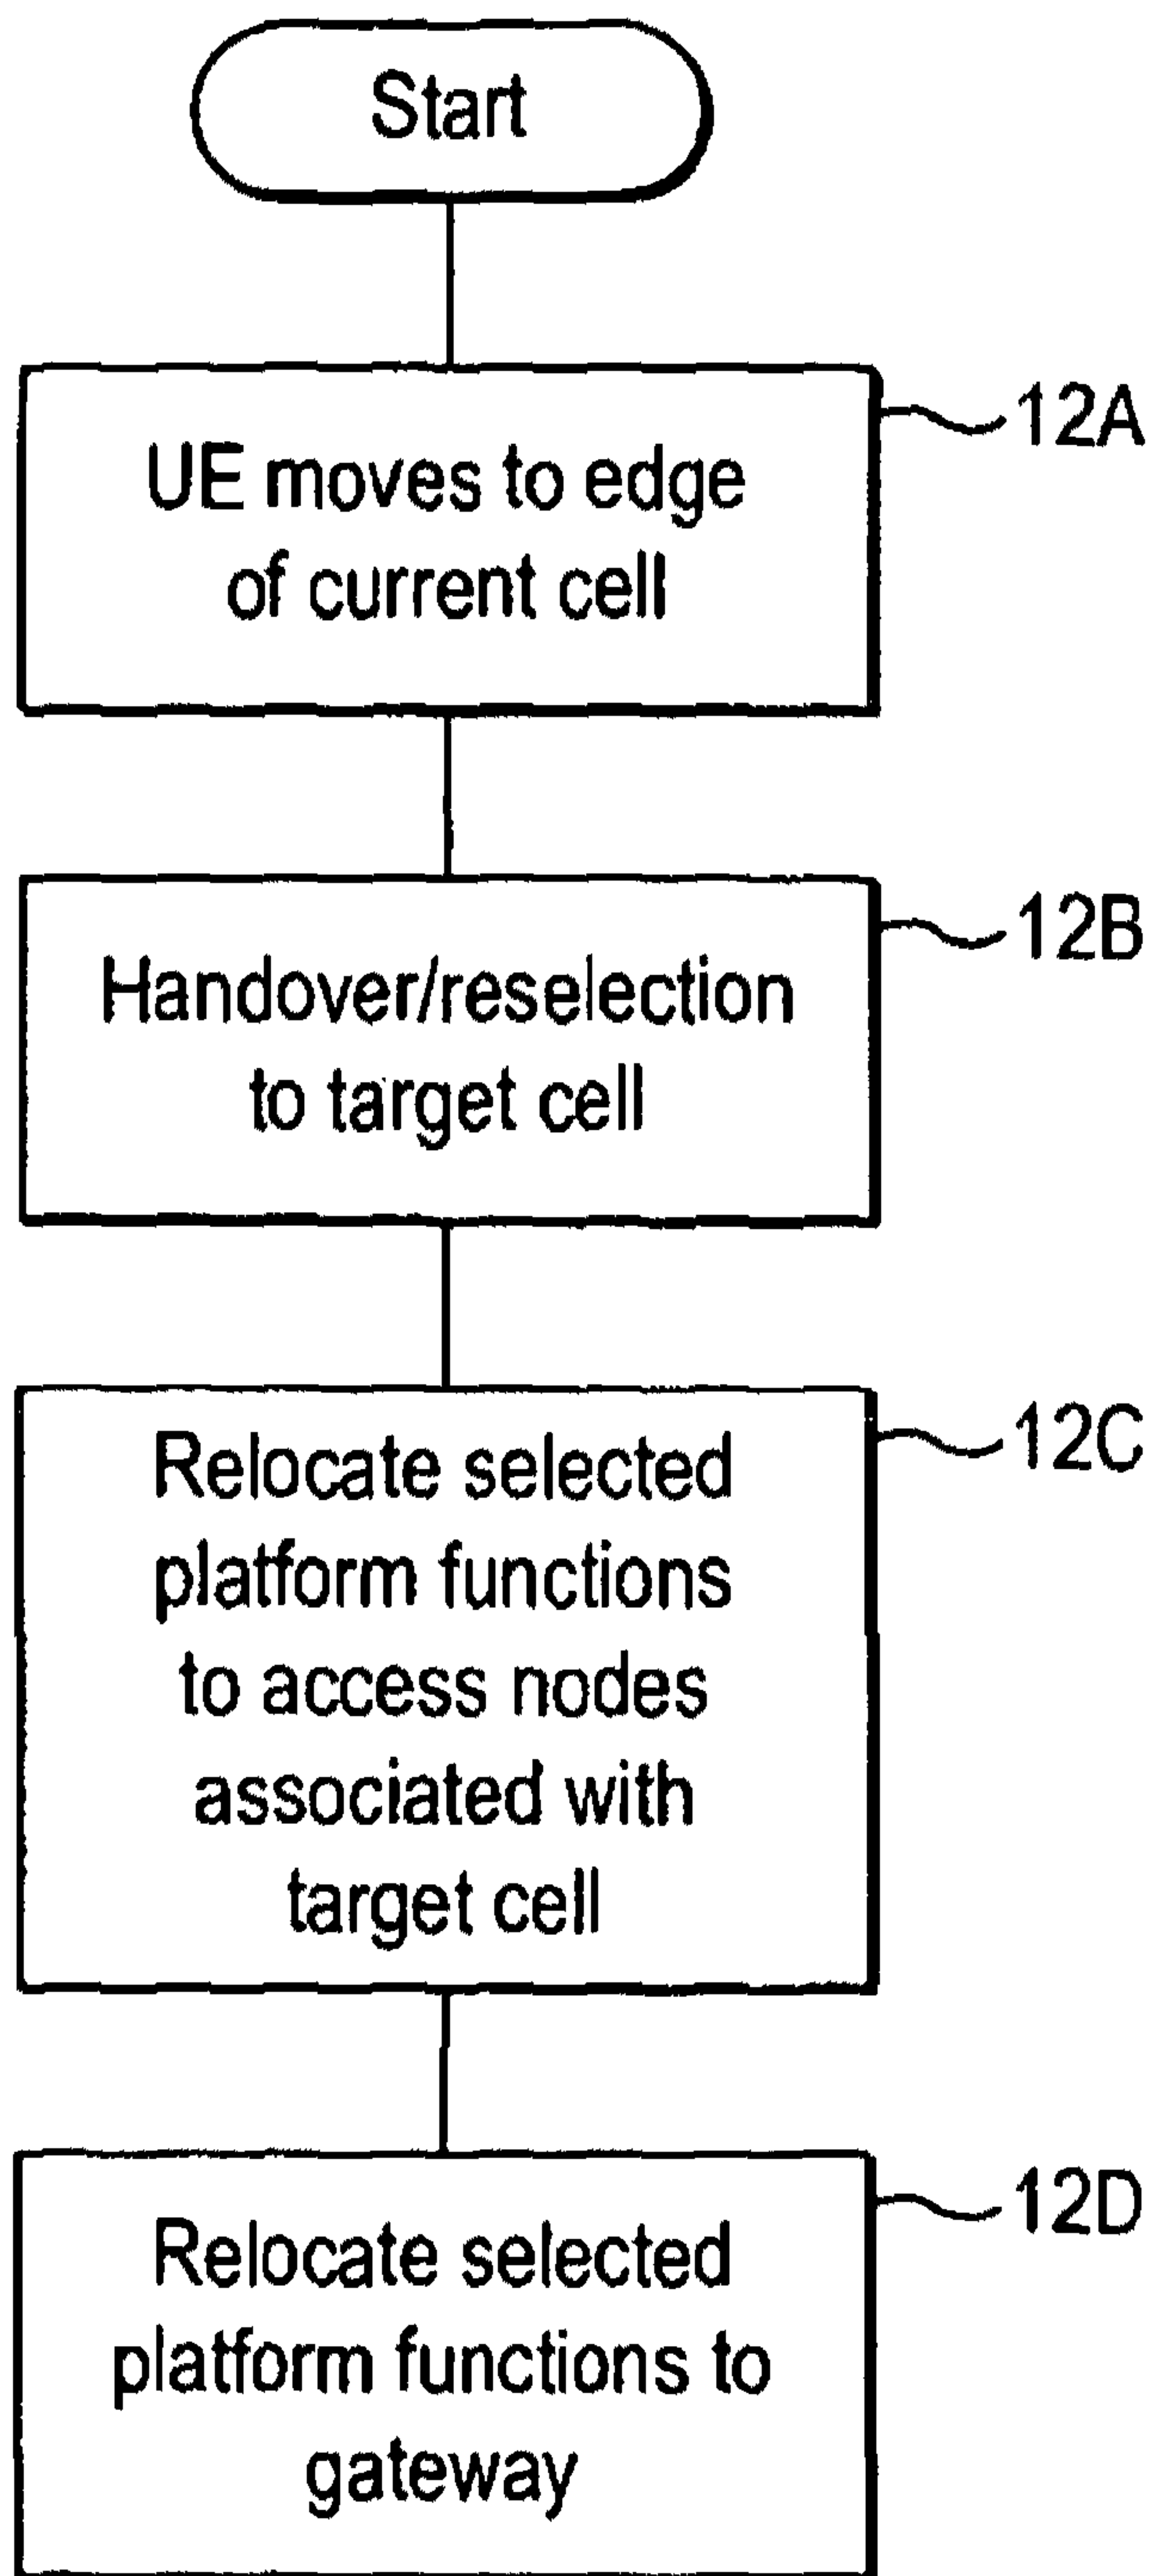 Start
12A
UE moves to edge
of current cell
12B
Handover/reselection
to target cell
12C
Relocate selected
platform functions
to access nodes
associated with
target cell
12D
Relocate selected
platform functions to
gateway